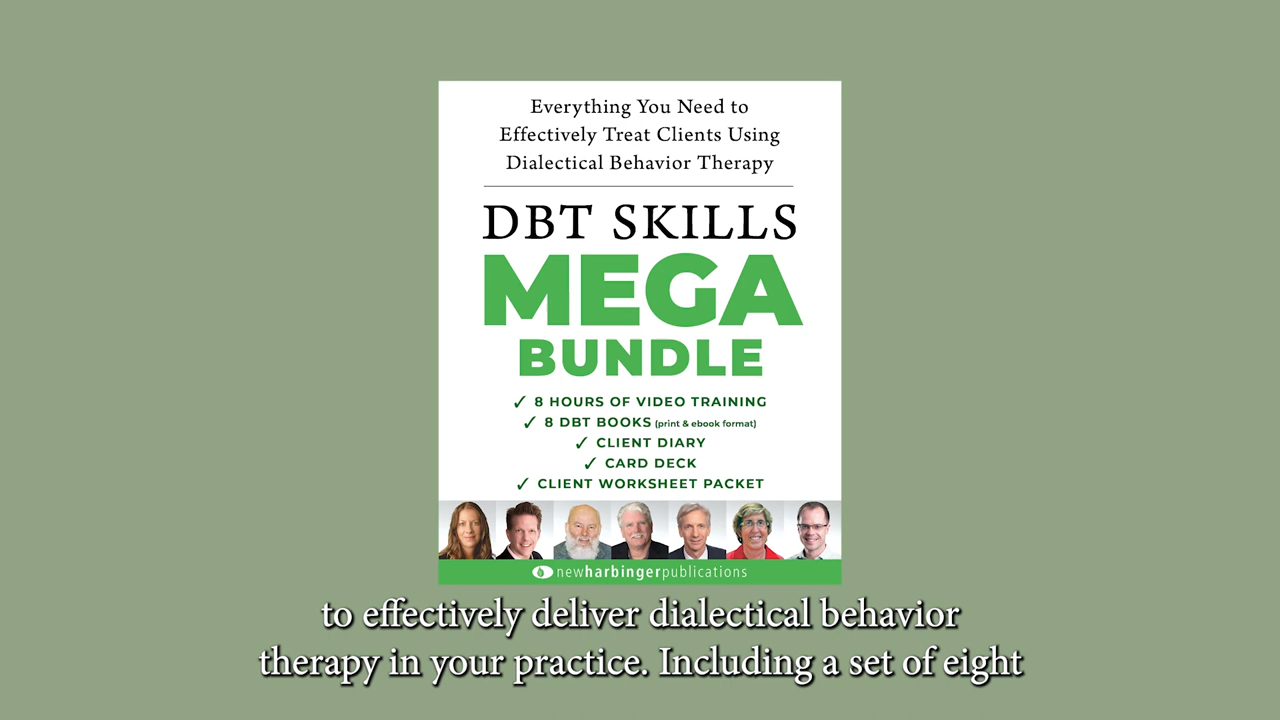 Everything You Need to
Effectively Treat Clients Using
Dialectical Behavior Therapy
DBT SKILLS
MEGA
BUNDLE
✓ 8 HOURS OF VIDEO TRAINING
✓ 8 DBT BOOKS (print & ebook format)
✓ CLIENT DIARY
✓ CARD DECK
✓ CLIENT WORKSHEET PACKET
newharbingerpublications
to effectively deliver dialectical behavior
therapy in your practice. Including a set of eight